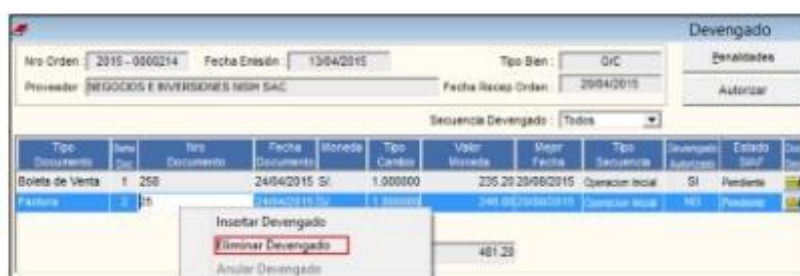 Devengado
Nro Orden : 2015 - 0000214 Fecha Emisión : 13/04/2015 Tipo Bien : O/C Penalidades
Proveedor NEGOCIOS E INVERSIONES NISH SAC Fecha Recep Orden : 20/04/2015 Autorizar
Secuencia Devengado : Todos
Tipo Documento Nro Documento Fecha Documento Moneda Tipo Cambio Valor Moneda Mejor Fecha Tipo Secuencia Devengado Autorizado Estado SIAF
Boleta de Venta 1 258 24/04/2015 S/. 1.000000 235.20 20/08/2015 Operacion Inicial SI Pendiente
Factura 2 25 24/04/2015 S/. 1.000000 246.00 20/08/2015 Operacion Inicial NO Pendiente
Insertar Devengado
Eliminar Devengado
481.20
Anular Devengado